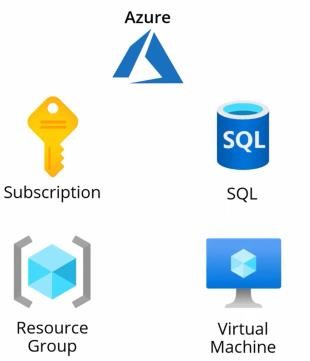 Azure
Subscription
SQL
SQL
Resource
Group
Virtual
Machine